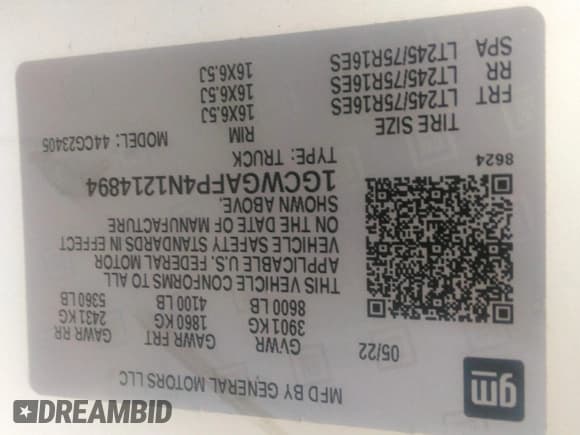 gm
MFD BY GENERAL MOTORS LLC
05/22
GVWR GAWR FRT GAWR RR
3901 KG 1860 KG 2431 KG
8600 LB 4100 LB 5360 LB
THIS VEHICLE CONFORMS TO ALL
APPLICABLE U.S. FEDERAL MOTOR
VEHICLE SAFETY STANDARDS IN EFFECT
ON THE DATE OF MANUFACTURE
SHOWN ABOVE.
1GCWGAFP4N1214894
TYPE: TRUCK MODEL: 44CG23405
8624
TIRE SIZE RIM
FRT LT245/75R16ES 16X6.5J
RR LT245/75R16ES 16X6.5J
SPA LT245/75R16ES 16X6.5J
DREAMBID